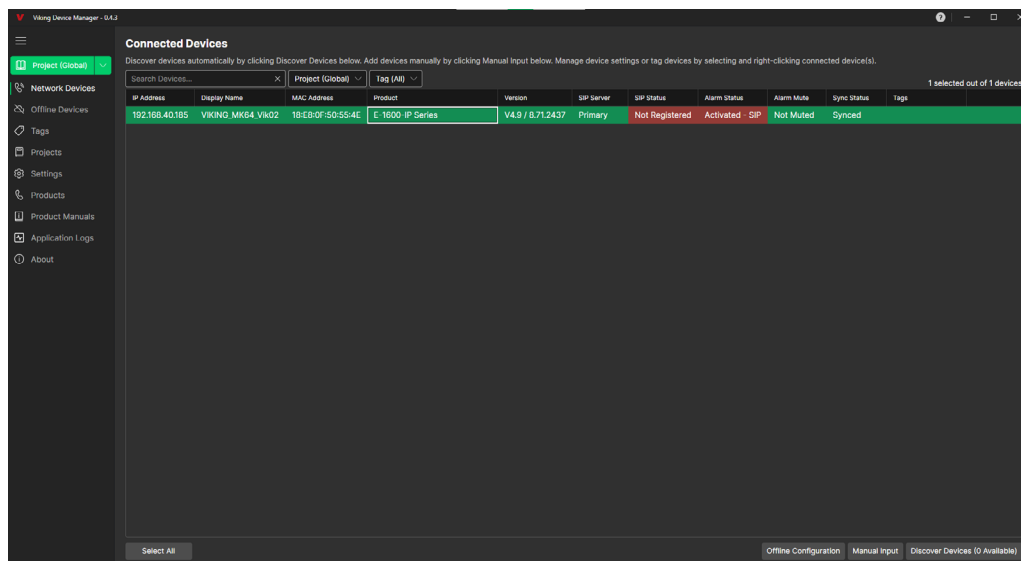 Viking Device Manager - 0.4.3
Connected Devices
Discover devices automatically by clicking Discover Devices below. Add devices manually by clicking Manual Input below. Manage device settings or tag devices by selecting and right-clicking connected device(s).
Project (Global)
Network Devices
Offline Devices
Tags
Projects
Settings
Products
Product Manuals
Application Logs
About
Search Devices... Project (Global) Tag (All)
1 selected out of 1 devices
IP Address Display Name MAC Address Product Version SIP Server SIP Status Alarm Status Alarm Mute Sync Status Tags
192.168.40.185 VIKING_MK64_Vik02 18:E8:0F:50:55:4E E-1600-IP Series V4.9 / 8.71.2437 Primary Not Registered Activated - SIP Not Muted Synced
Select All Offline Configuration Manual Input Discover Devices (0 Available)